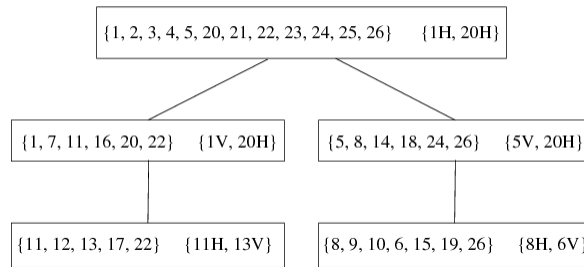 {1, 2, 3, 4, 5, 20, 21, 22, 23, 24, 25, 26} {1H, 20H}
{1, 7, 11, 16, 20, 22} {1V, 20H}
{5, 8, 14, 18, 24, 26} {5V, 20H}
{11, 12, 13, 17, 22} {11H, 13V}
{8, 9, 10, 6, 15, 19, 26} {8H, 6V}